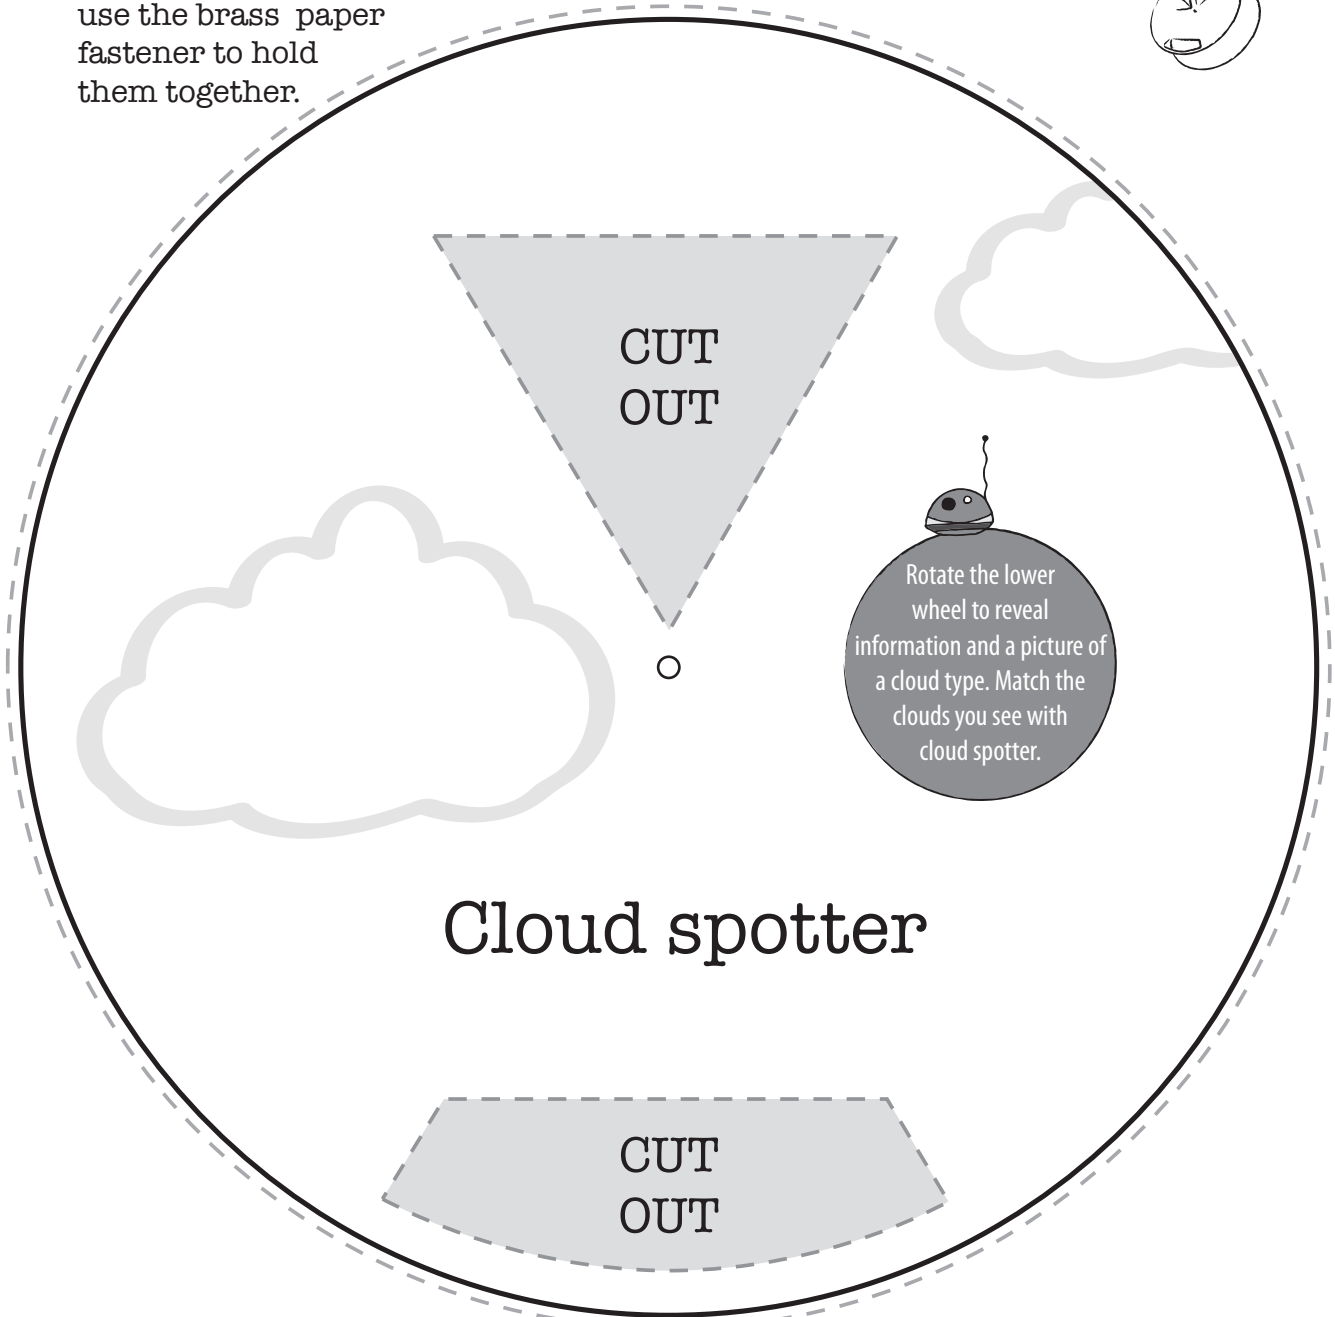 use the brass paper
fastener to hold
them together.
CUT
OUT
Rotate the lower
wheel to reveal
information and a picture of
a cloud type. Match the
clouds you see with
cloud spotter.
Cloud spotter
CUT
OUT